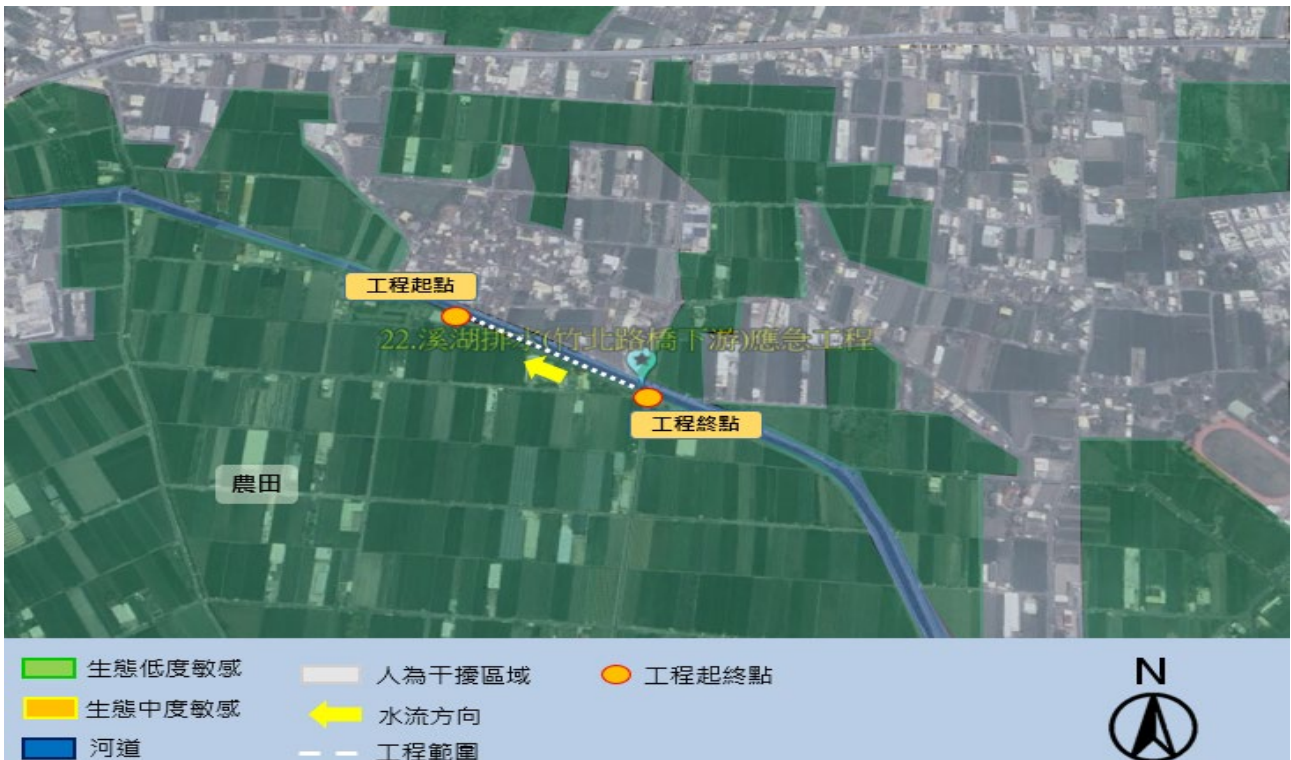 工程起點
22.溪湖排水(竹北路橋下游)應急工程
工程終點
農田
生態低度敏感
人為干擾區域
工程起終點
生態中度敏感
水流方向
河道
工程範圍
N